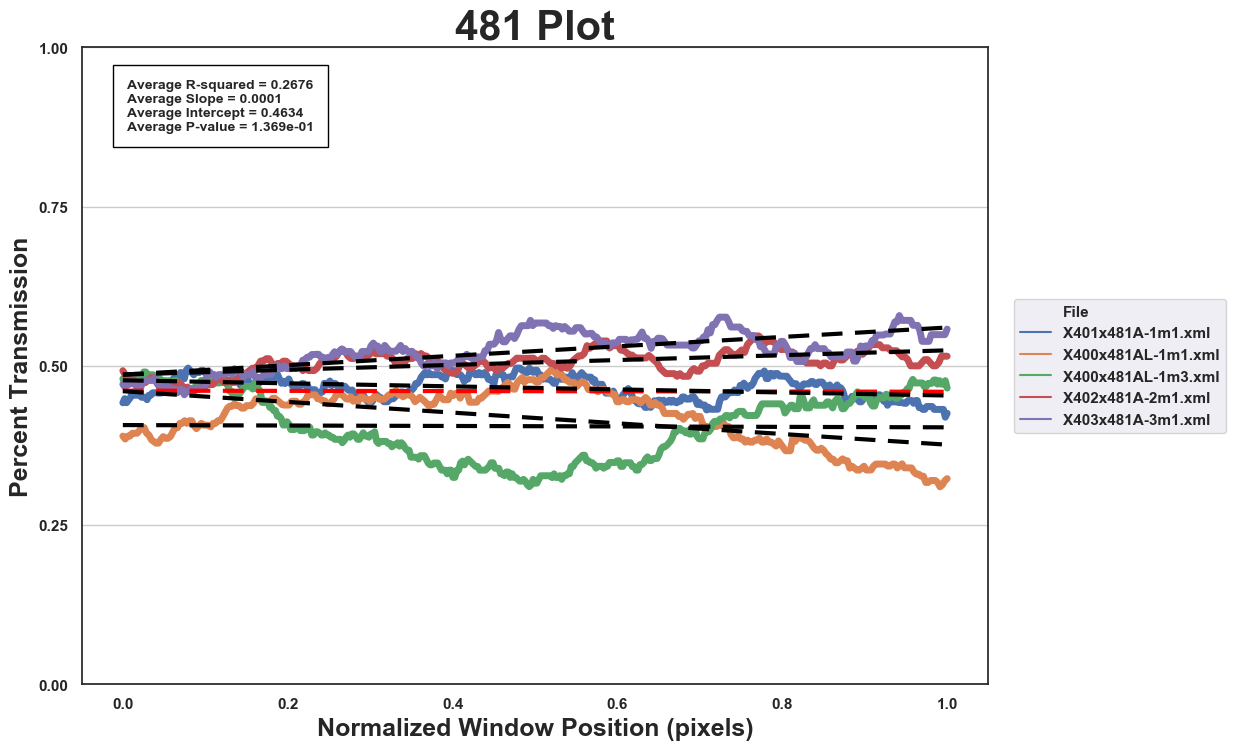 481 Plot
Average R-squared = 0.2676
Average Slope = 0.0001
Average Intercept = 0.4634
Average P-value = 1.369e-01
Percent Transmission
1.00
0.75
0.50
0.25
0.00
0.0 0.2 0.4 0.6 0.8 1.0
Normalized Window Position (pixels)
File
X401x481A-1m1.xml
X400x481AL-1m1.xml
X400x481AL-1m3.xml
X402x481A-2m1.xml
X403x481A-3m1.xml